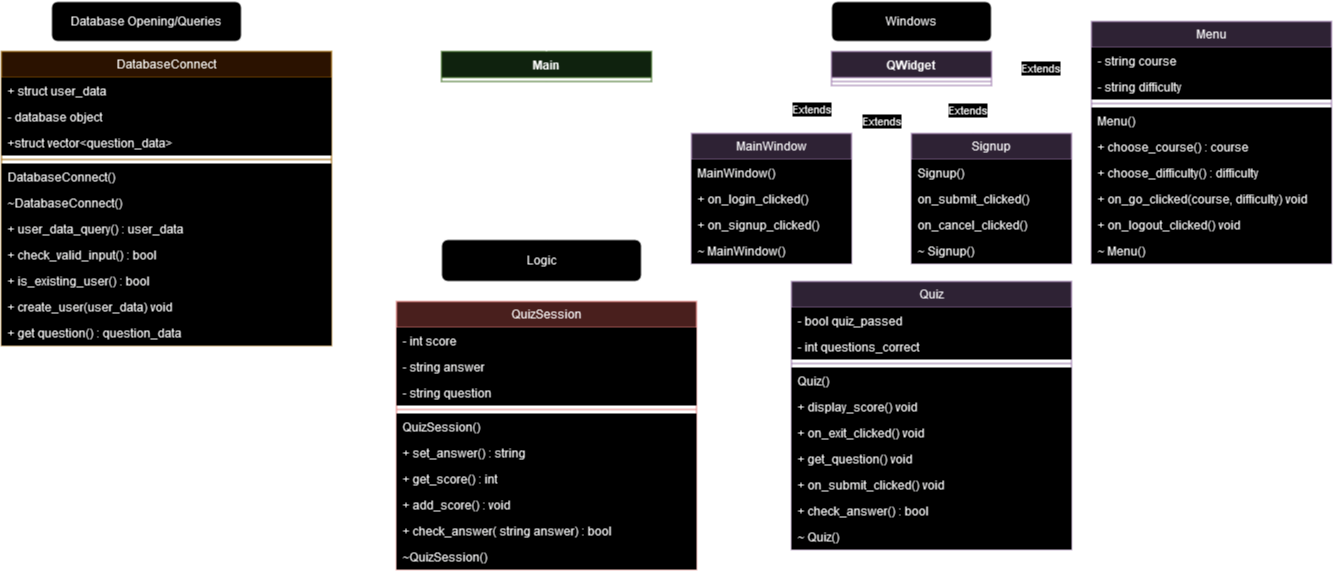 Database Opening/Queries
DatabaseConnect
+ struct user_data
- database object
+struct vector<question_data>
DatabaseConnect()
~DatabaseConnect()
+ user_data_query() : user_data
+ check_valid_input() : bool
+ is_existing_user() : bool
+ create_user(user_data) void
+ get question() : question_data
Main
Logic
QuizSession
- int score
- string answer
- string question
QuizSession()
+ set_answer() : string
+ get_score() : int
+ add_score() : void
+ check_answer( string answer) : bool
~QuizSession()
Windows
QWidget
Extends
Extends
Extends
Extends
MainWindow
MainWindow()
+ on_login_clicked()
+ on_signup_clicked()
~ MainWindow()
Signup
Signup()
on_submit_clicked()
on_cancel_clicked()
~ Signup()
Menu
- string course
- string difficulty
Menu()
+ choose_course() : course
+ choose_difficulty() : difficulty
+ on_go_clicked(course, difficulty) void
+ on_logout_clicked() void
~ Menu()
Quiz
- bool quiz_passed
- int questions_correct
Quiz()
+ display_score() void
+ on_exit_clicked() void
+ get_question() void
+ on_submit_clicked() void
+ check_answer() : bool
~ Quiz()